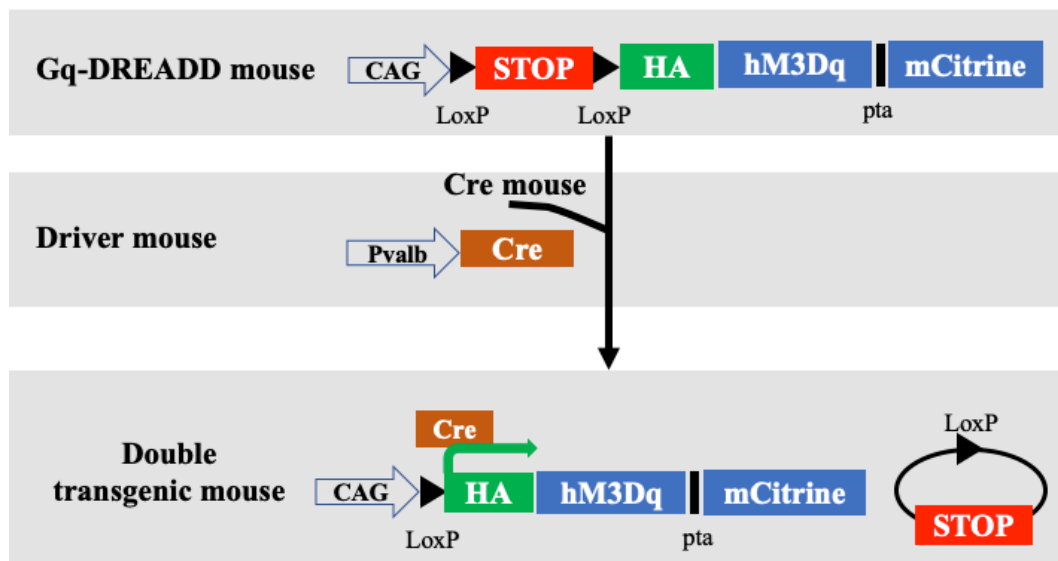 Gq-DREADD mouse
CAG
STOP
HA
hM3Dq
mCitrine
LoxP
LoxP
pta
Cre mouse
Driver mouse
Pvalb
Cre
Double
transgenic mouse
Cre
CAG
HA
hM3Dq
mCitrine
LoxP
pta
LoxP
STOP